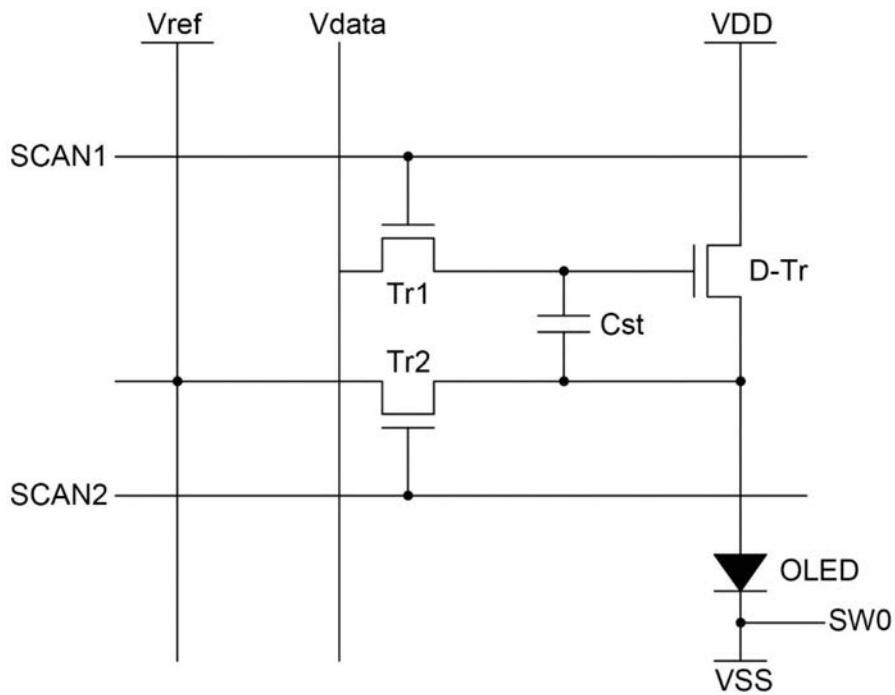 Vref
Vdata
VDD
SCAN1
D-Tr
Tr1
Cst
Tr2
SCAN2
OLED
SW0
VSS